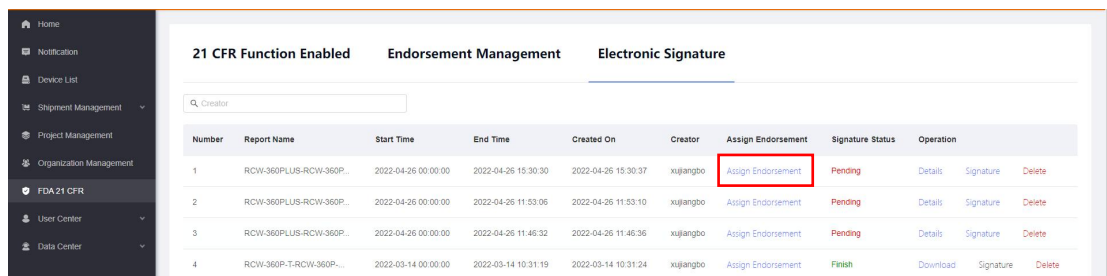 Home
Notification
Device List
Shipment Management
Project Management
Organization Management
FDA 21 CFR
User Center
Data Center
21 CFR Function Enabled Endorsement Management Electronic Signature
Creator
Number Report Name Start Time End Time Created On Creator Assign Endorsement Signature Status Operation
1 RCW-360PLUS-RCW-360P... 2022-04-26 00:00:00 2022-04-26 15:30:30 2022-04-26 15:30:37 xujiangbo Assign Endorsement Pending Details Signature Delete
2 RCW-360PLUS-RCW-360P... 2022-04-26 00:00:00 2022-04-26 11:53:06 2022-04-26 11:53:10 xujiangbo Assign Endorsement Pending Details Signature Delete
3 RCW-360PLUS-RCW-360P... 2022-04-26 00:00:00 2022-04-26 11:46:32 2022-04-26 11:46:36 xujiangbo Assign Endorsement Pending Details Signature Delete
4 RCW-360P-T-RCW-360P-... 2022-03-14 00:00:00 2022-03-14 10:31:19 2022-03-14 10:31:24 xujiangbo Assign Endorsement Finish Download Signature Delete